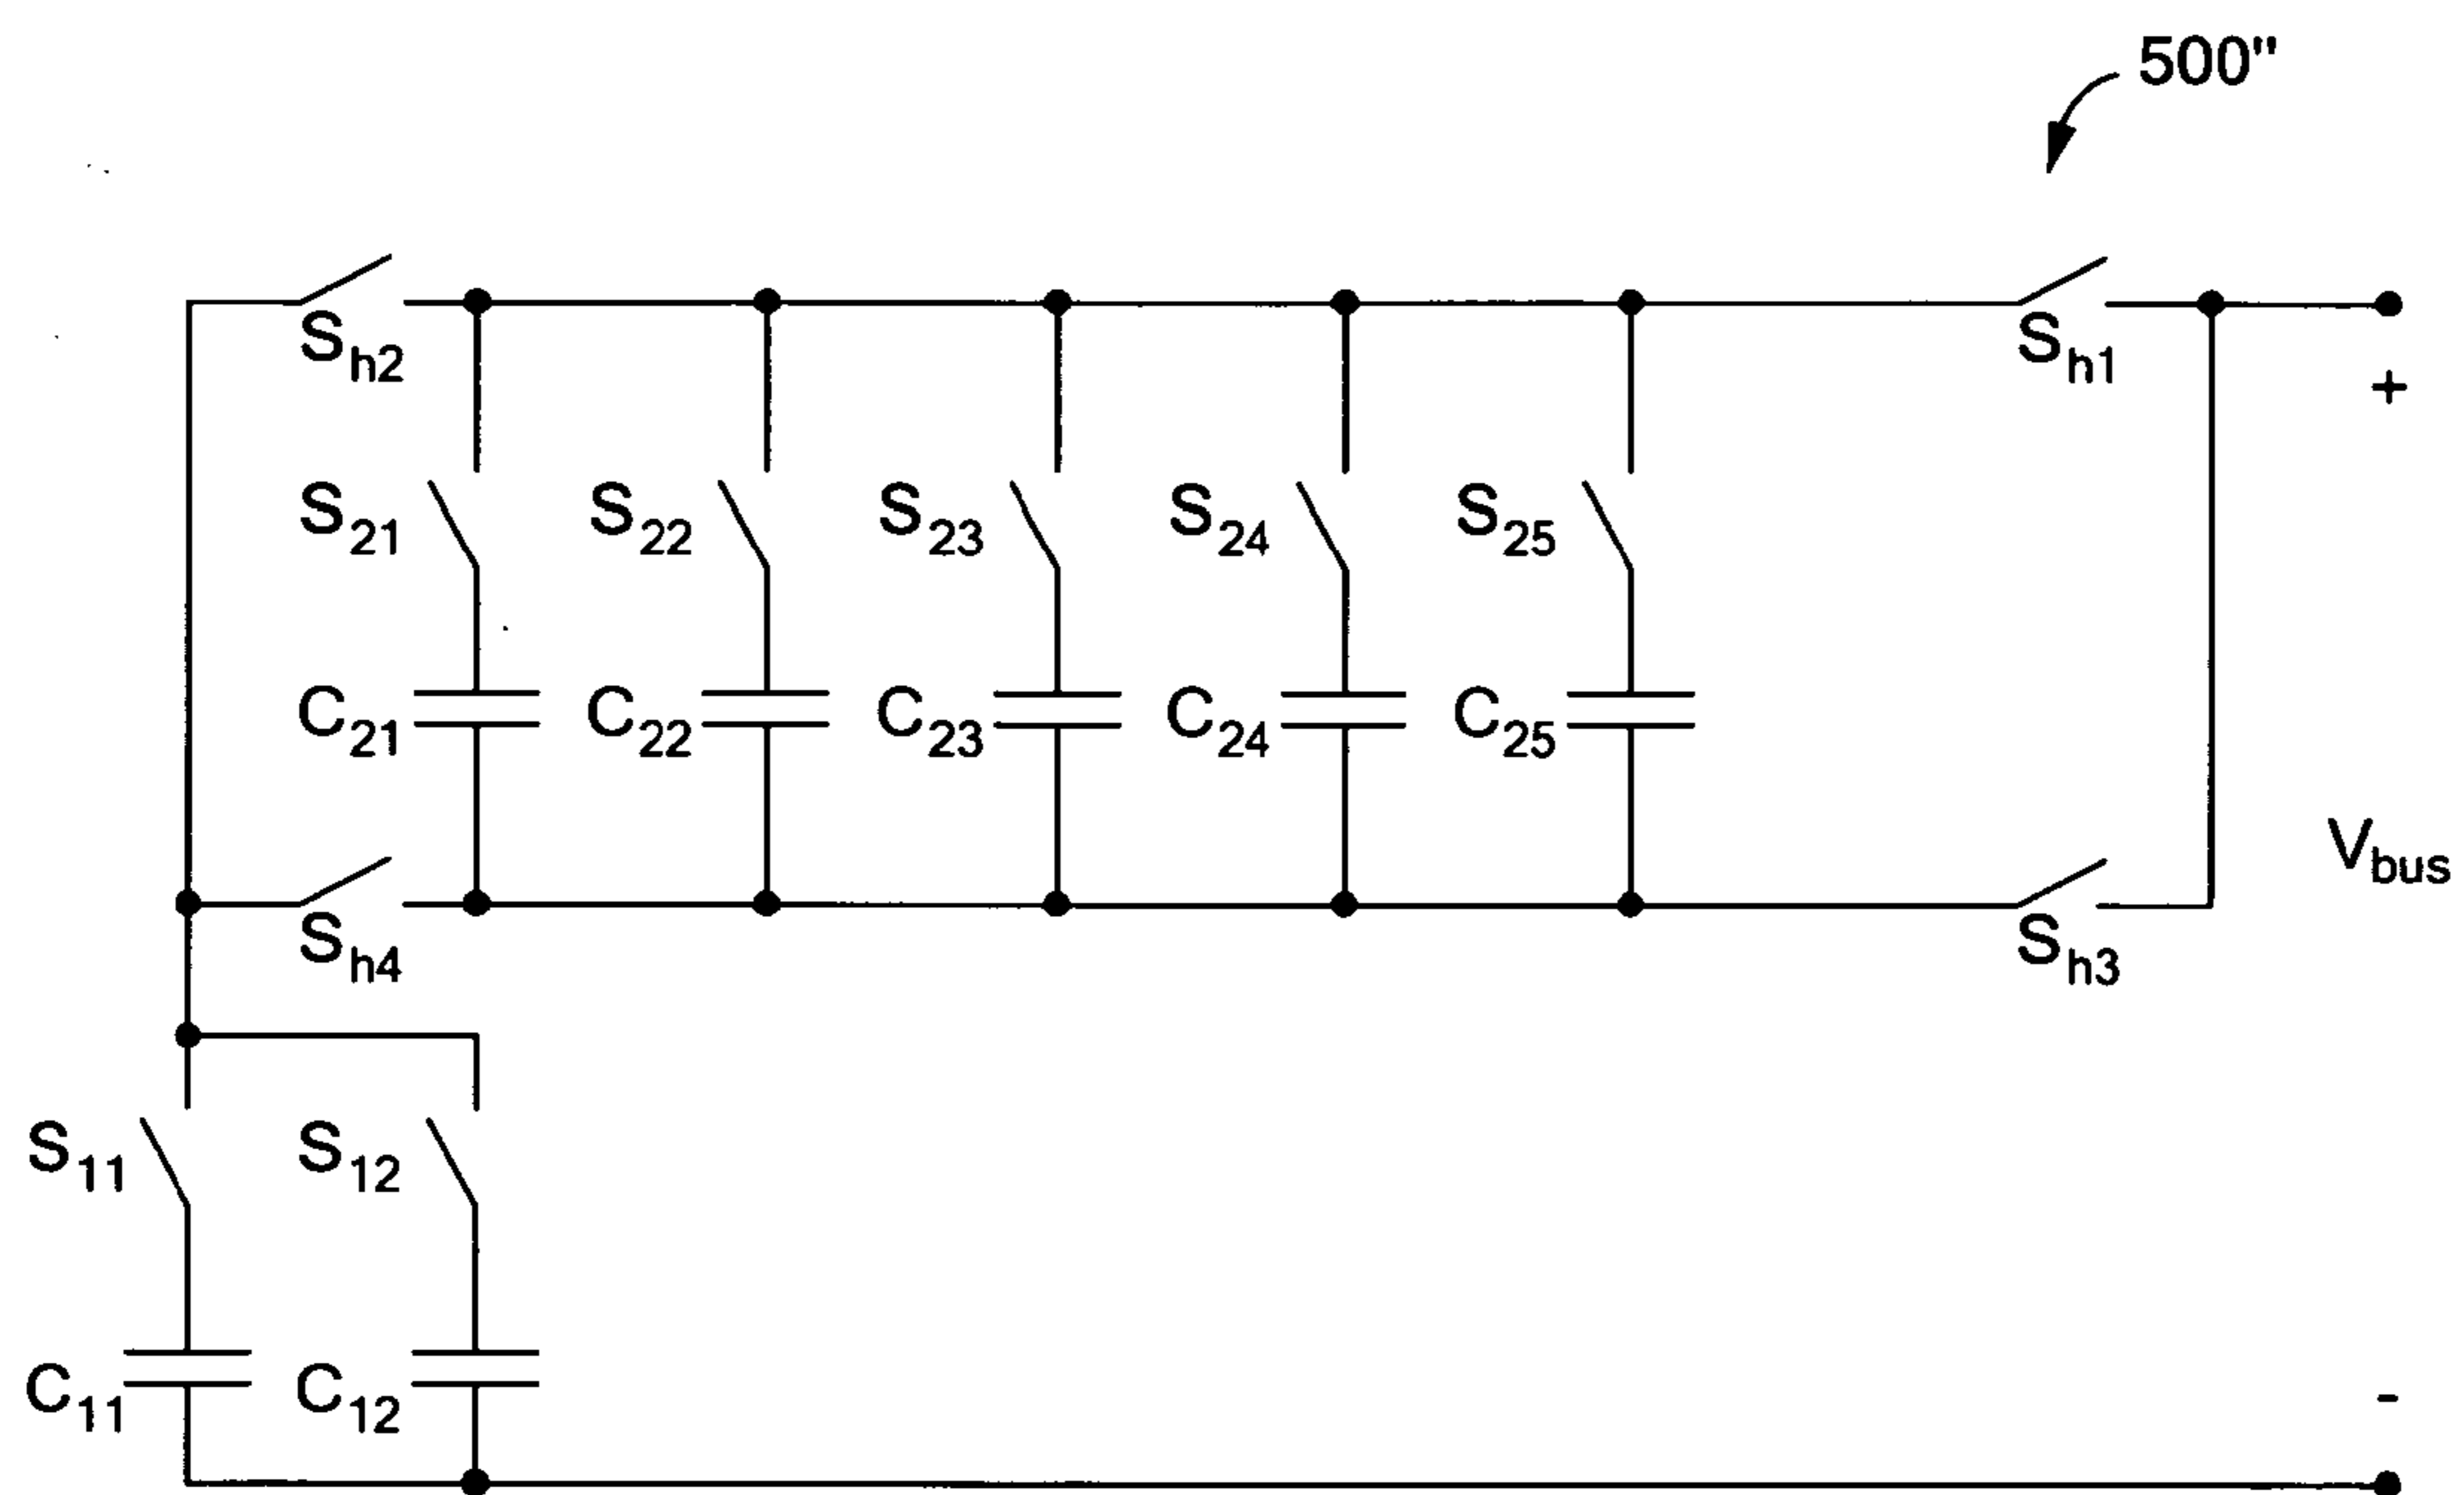 500"
S_h2
S_h1
+
S_21
S_22
S_23
S_24
S_25
C_21
C_22
C_23
C_24
C_25
V_bus
S_h4
S_h3
S_11
S_12
C_11
C_12
-